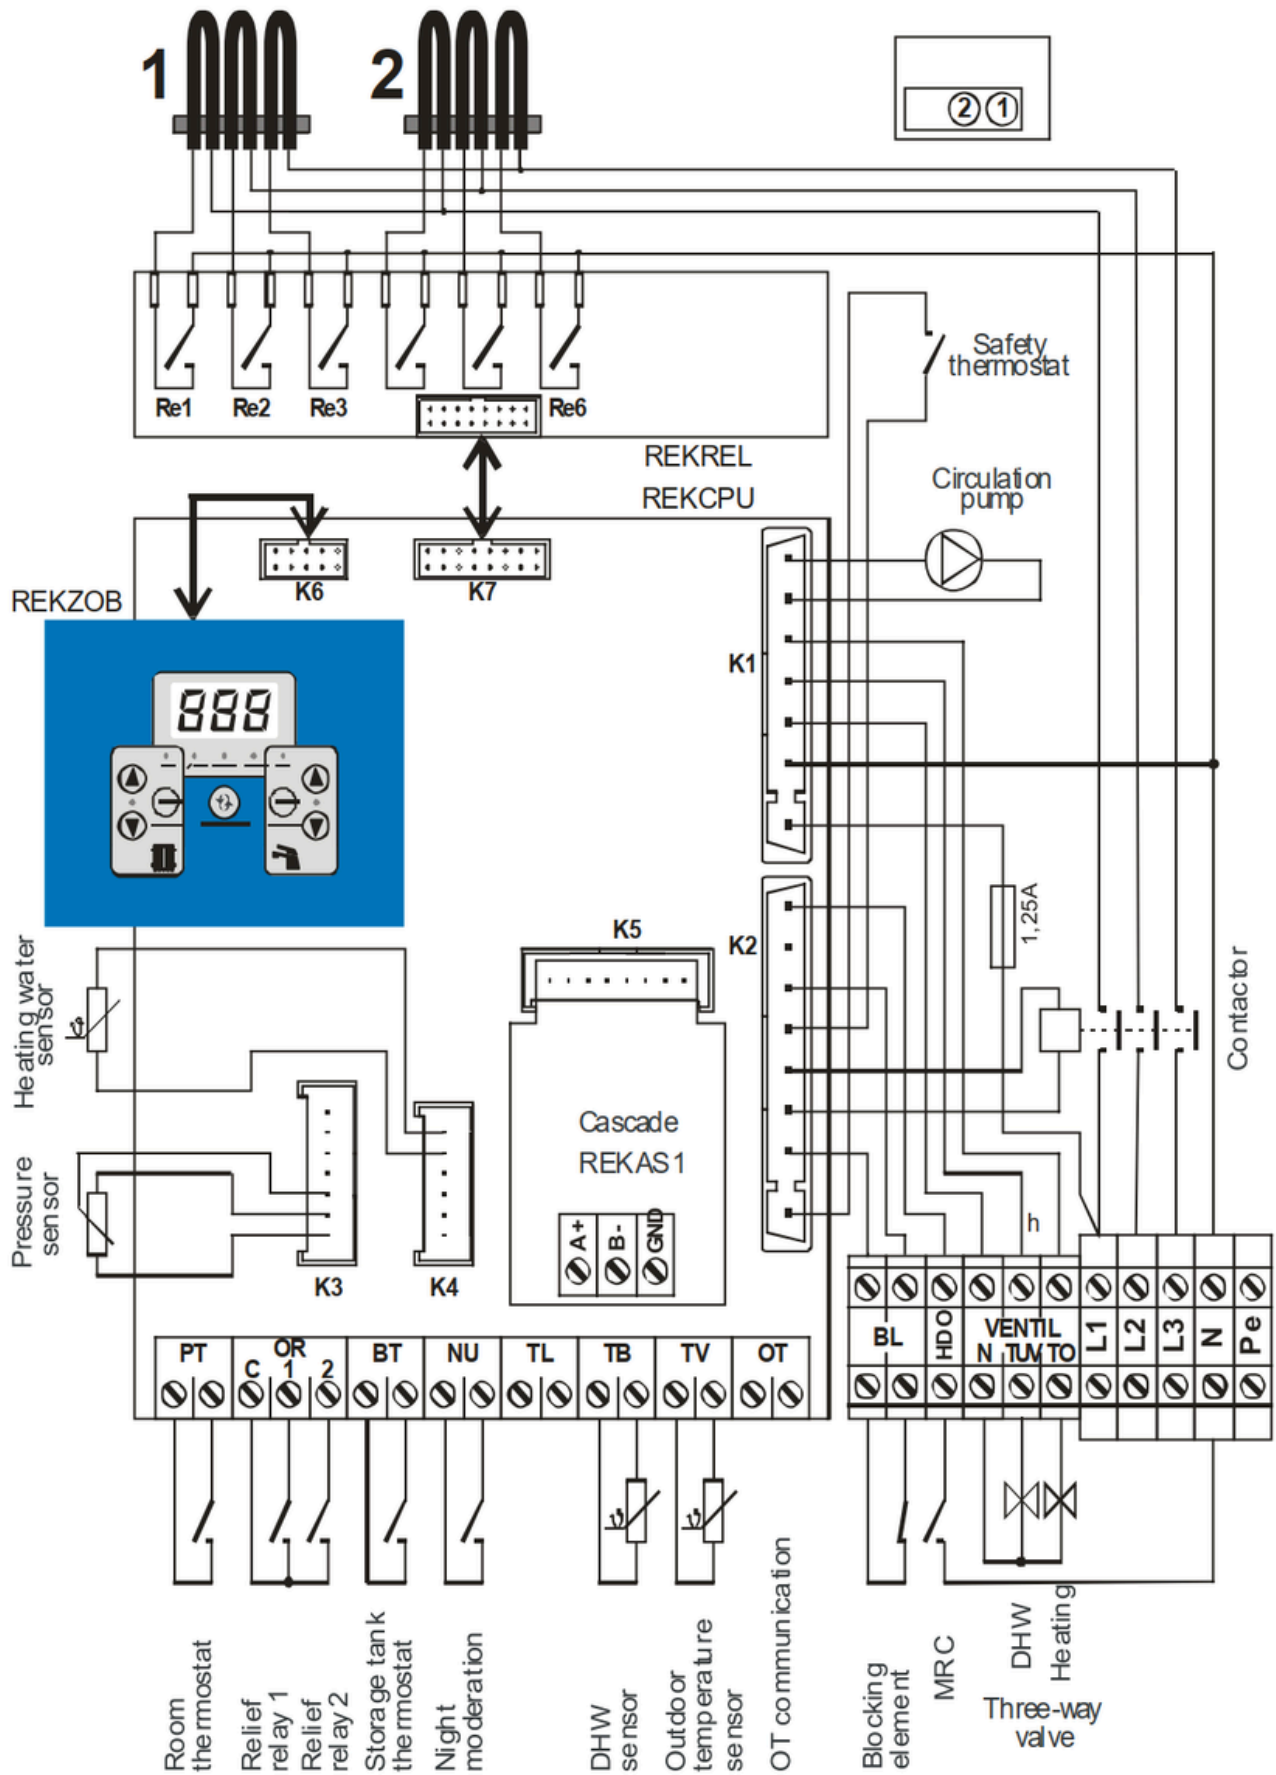 1
2
2 1
Safety
thermostat
Re1
Re2
Re3
Re6
REKREL
REKCPU
Circulation
pump
K6
K7
REKZOB
888
K1
1,25A
K5
K2
Heating water
sensor
Contactor
Cascade
REKAS1
Pressure
sensor
A+
B-
GND
h
K3
K4
PT
OR
C 1 2
BT
NU
TL
TB
TV
OT
BL
HDO
VENTIL
N TUV TO
L1
L2
L3
N
Pe
Room
thermostat
Relief
relay 1
Relief
relay 2
Storage tank
thermostat
Night
moderation
DHW
sensor
Outdoor
temperature
sensor
OT communication
Blocking
element
MRC
DHW
Heating
Three-way
valve